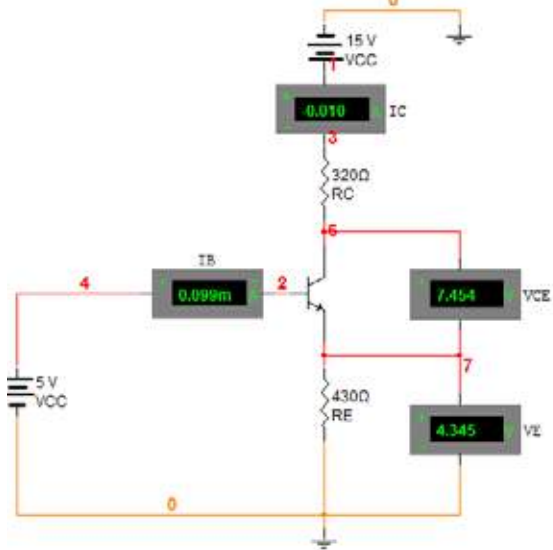 0
15 V
1
VCC
0.010 A IC
3
320Ω
RC
6
IB
4
0.099m A
2
7.454 V VCE
7
5 V
VCC
430Ω
RE
4.345 V VE
0